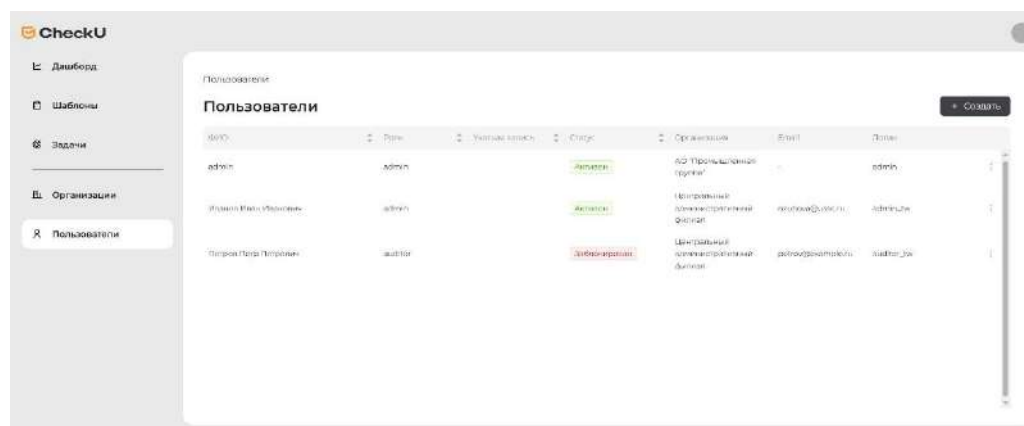 CheckU
Дашборд
Шаблоны
Задачи
Организации
Пользователи
Пользователи
Пользователи
+ Создать
ФИО Роль Учетная запись Статус Организация Email Логин
admin admin Активен АО "Промышленная группа" - admin
Иванов Иван Иванович admin Активен Центральный административный филиал admin_tw
Петров Петр Петрович auditor Заблокирован Центральный административный филиал petrov@example.ru auditor_tw